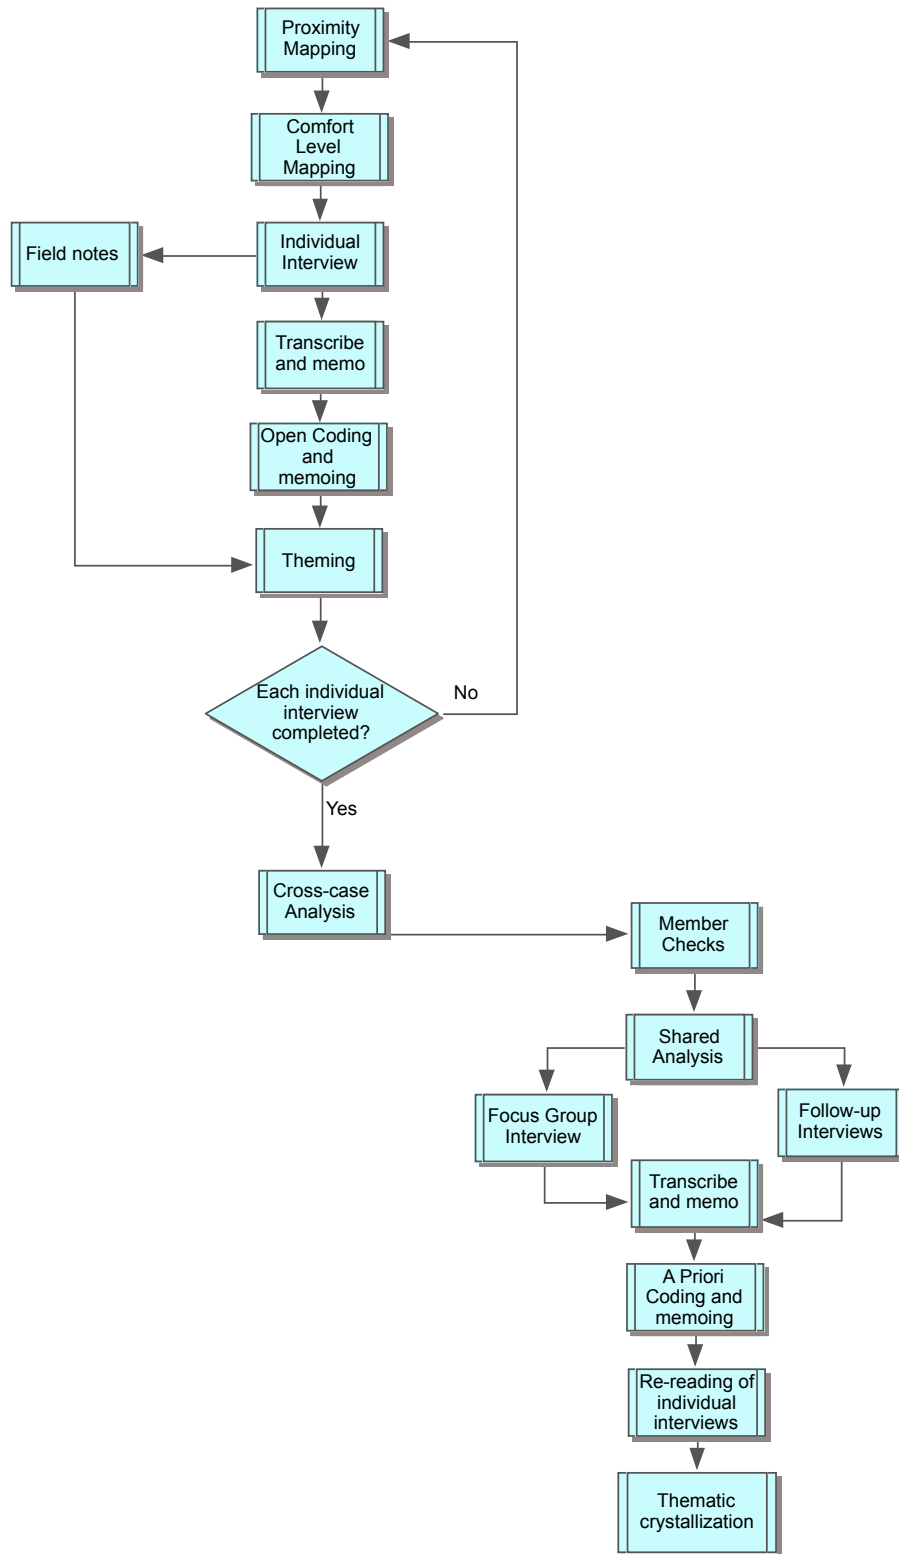 Proximity
Mapping
Comfort
Level
Mapping
Field notes
Individual
Interview
Transcribe
and memo
Open Coding
and
memoing
Theming
Each individual
interview
completed?
No
Yes
Cross-case
Analysis
Member
Checks
Shared
Analysis
Focus Group
Interview
Follow-up
Interviews
Transcribe
and memo
A Priori
Coding and
memoing
Re-reading of
individual
interviews
Thematic
crystallization